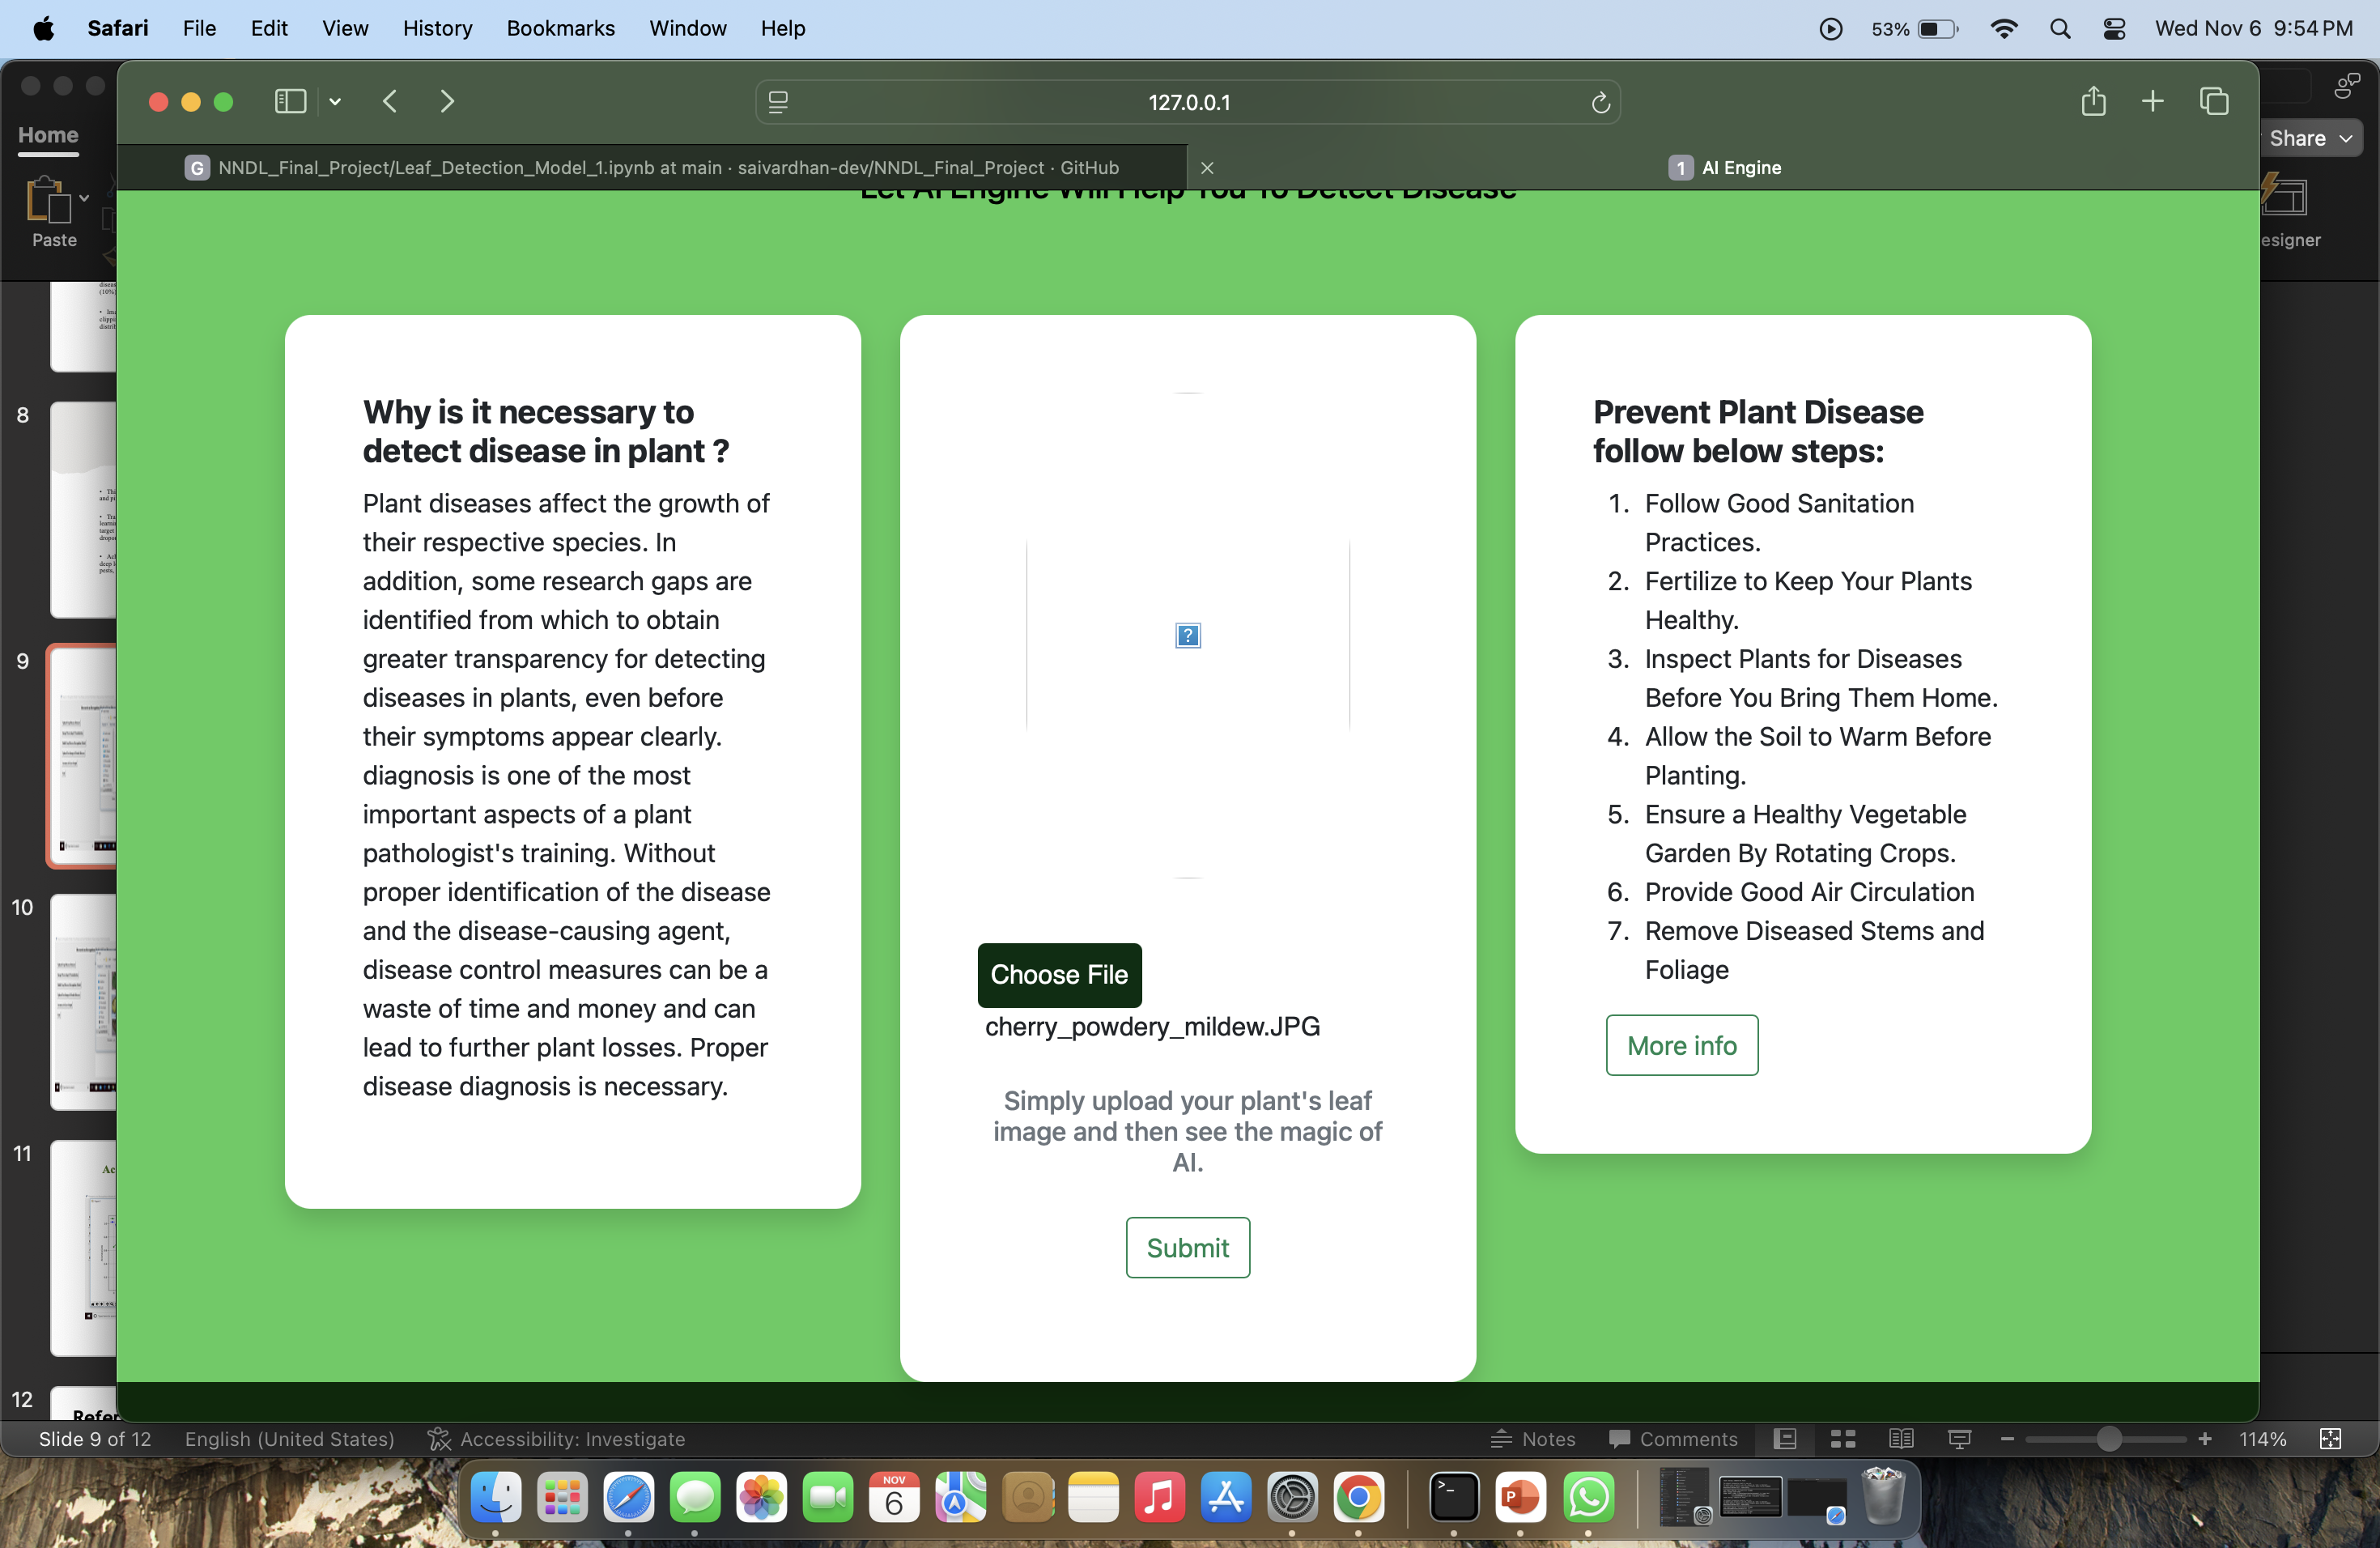 Safari File Edit View History Bookmarks Window Help 53% Wed Nov 6 9:54 PM
127.0.0.1
Home
Share
G NNDL_Final_Project/Leaf_Detection_Model_1.ipynb at main · saivardhan-dev/NNDL_Final_Project · GitHub
1 AI Engine
Paste
esigner
Let AI Engine Will Help You To Detect Disease
Why is it necessary to
detect disease in plant ?
Plant diseases affect the growth of
their respective species. In
addition, some research gaps are
identified from which to obtain
greater transparency for detecting
diseases in plants, even before
their symptoms appear clearly.
diagnosis is one of the most
important aspects of a plant
pathologist's training. Without
proper identification of the disease
and the disease-causing agent,
disease control measures can be a
waste of time and money and can
lead to further plant losses. Proper
disease diagnosis is necessary.
?
Choose File
cherry_powdery_mildew.JPG
Simply upload your plant's leaf
image and then see the magic of
AI.
Submit
Prevent Plant Disease
follow below steps:
1. Follow Good Sanitation
Practices.
2. Fertilize to Keep Your Plants
Healthy.
3. Inspect Plants for Diseases
Before You Bring Them Home.
4. Allow the Soil to Warm Before
Planting.
5. Ensure a Healthy Vegetable
Garden By Rotating Crops.
6. Provide Good Air Circulation
7. Remove Diseased Stems and
Foliage
More info
8
9
10
11
12
Refer
Slide 9 of 12 English (United States) Accessibility: Investigate Notes Comments 114%
NOV
6